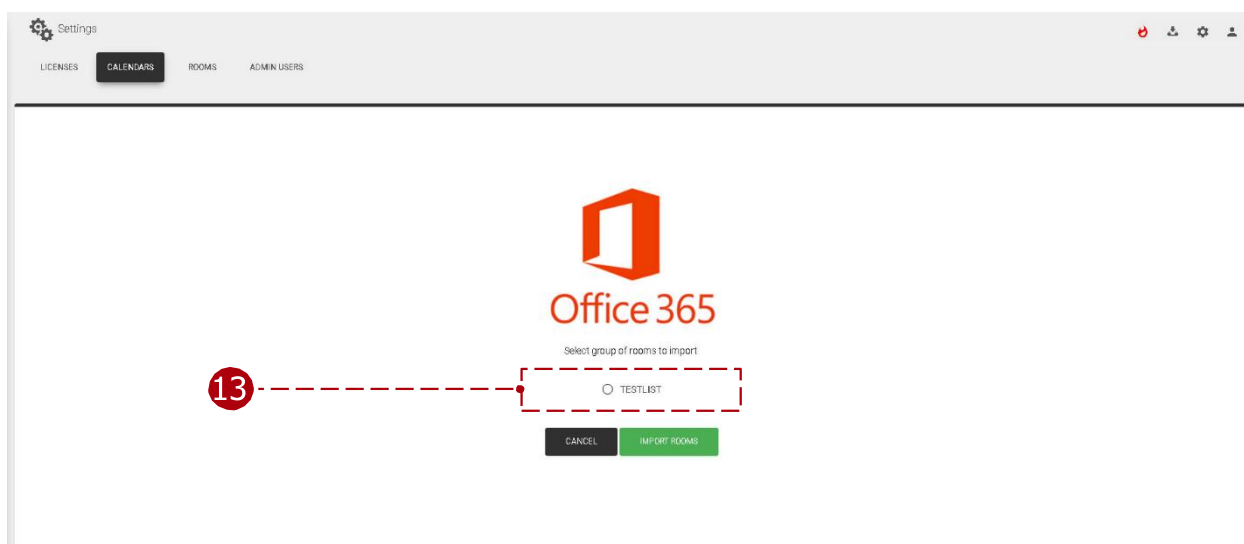 Settings
LICENSES CALENDARS ROOMS ADMIN USERS
Office 365
Select group of rooms to import
13
TESTLIST
CANCEL IMPORT ROOMS